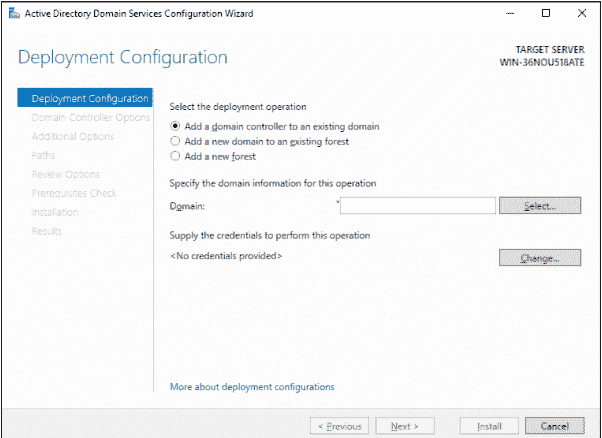 Active Directory Domain Services Configuration Wizard
Deployment Configuration
TARGET SERVER
WIN-36NOU518ATE
Deployment Configuration
Domain Controller Options
Additional Options
Paths
Review Options
Prerequisites Check
Installation
Results
Select the deployment operation
Add a domain controller to an existing domain
Add a new domain to an existing forest
Add a new forest
Specify the domain information for this operation
Domain: * Select...
Supply the credentials to perform this operation
<No credentials provided> Change...
More about deployment configurations
< Previous Next > Install Cancel